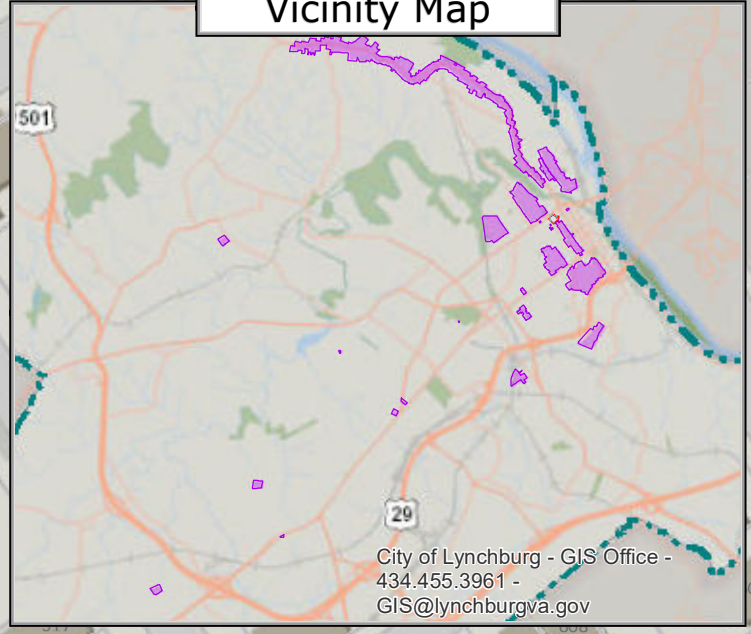 Vicinity Map
501
29
City of Lynchburg - GIS Office -
434.455.3961 -
GIS@lynchburgva.gov